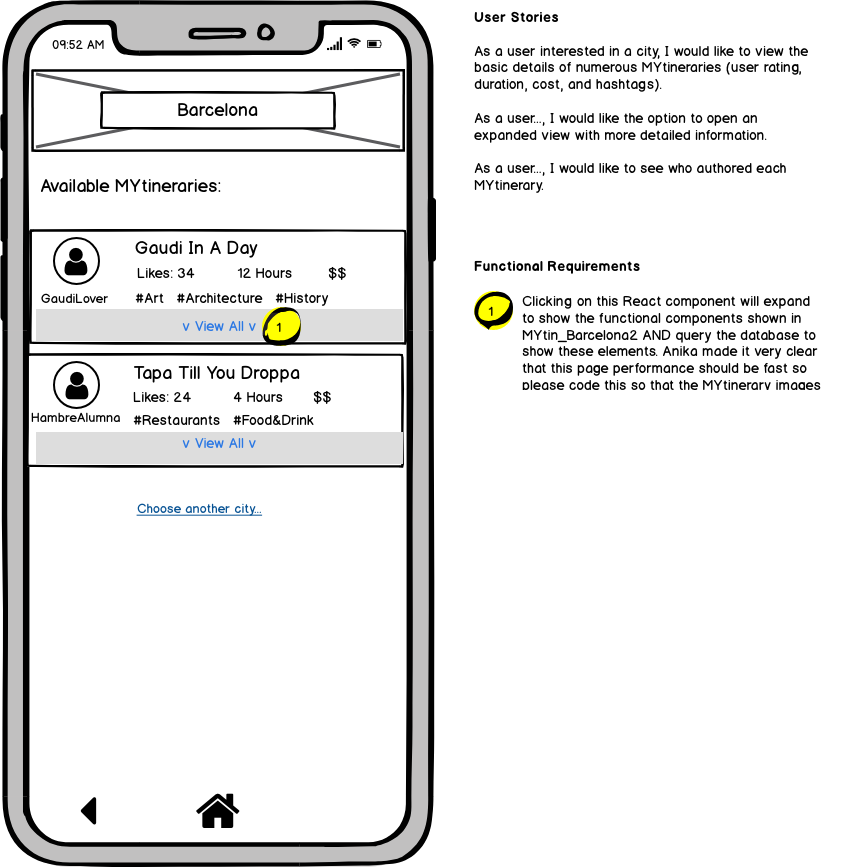 09:52 AM
Barcelona
Available MYtineraries:
Gaudi In A Day
Likes: 34 12 Hours $$
GaudiLover
#Art #Architecture #History
v View All v
1
Tapa Till You Droppa
Likes: 24 4 Hours $$
HambreAlumna
#Restaurants #Food&Drink
v View All v
Choose another city...
User Stories
As a user interested in a city, I would like to view the
basic details of numerous MYtineraries (user rating,
duration, cost, and hashtags).
As a user..., I would like the option to open an
expanded view with more detailed information.
As a user..., I would like to see who authored each
MYtinerary.
Functional Requirements
1
Clicking on this React component will expand
to show the functional components shown in
MYtin_Barcelona2 AND query the database to
show these elements. Anika made it very clear
that this page performance should be fast so
please code this so that the MYtinerary images